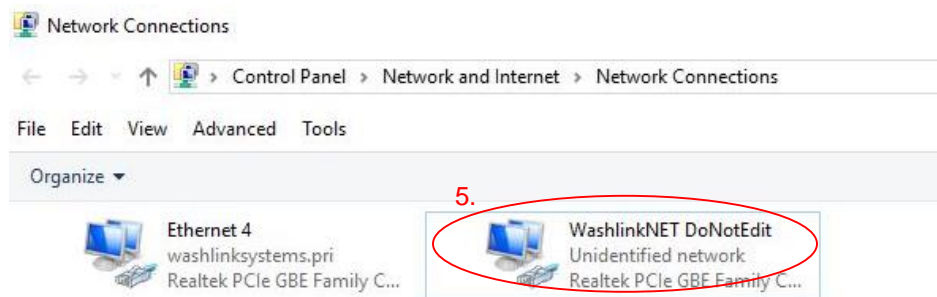 Network Connections
Control Panel > Network and Internet > Network Connections
File Edit View Advanced Tools
Organize
5.
Ethernet 4
washlinksystems.pri
Realtek PCIe GBE Family C...
WashlinkNET DoNotEdit
Unidentified network
Realtek PCIe GBE Family C...